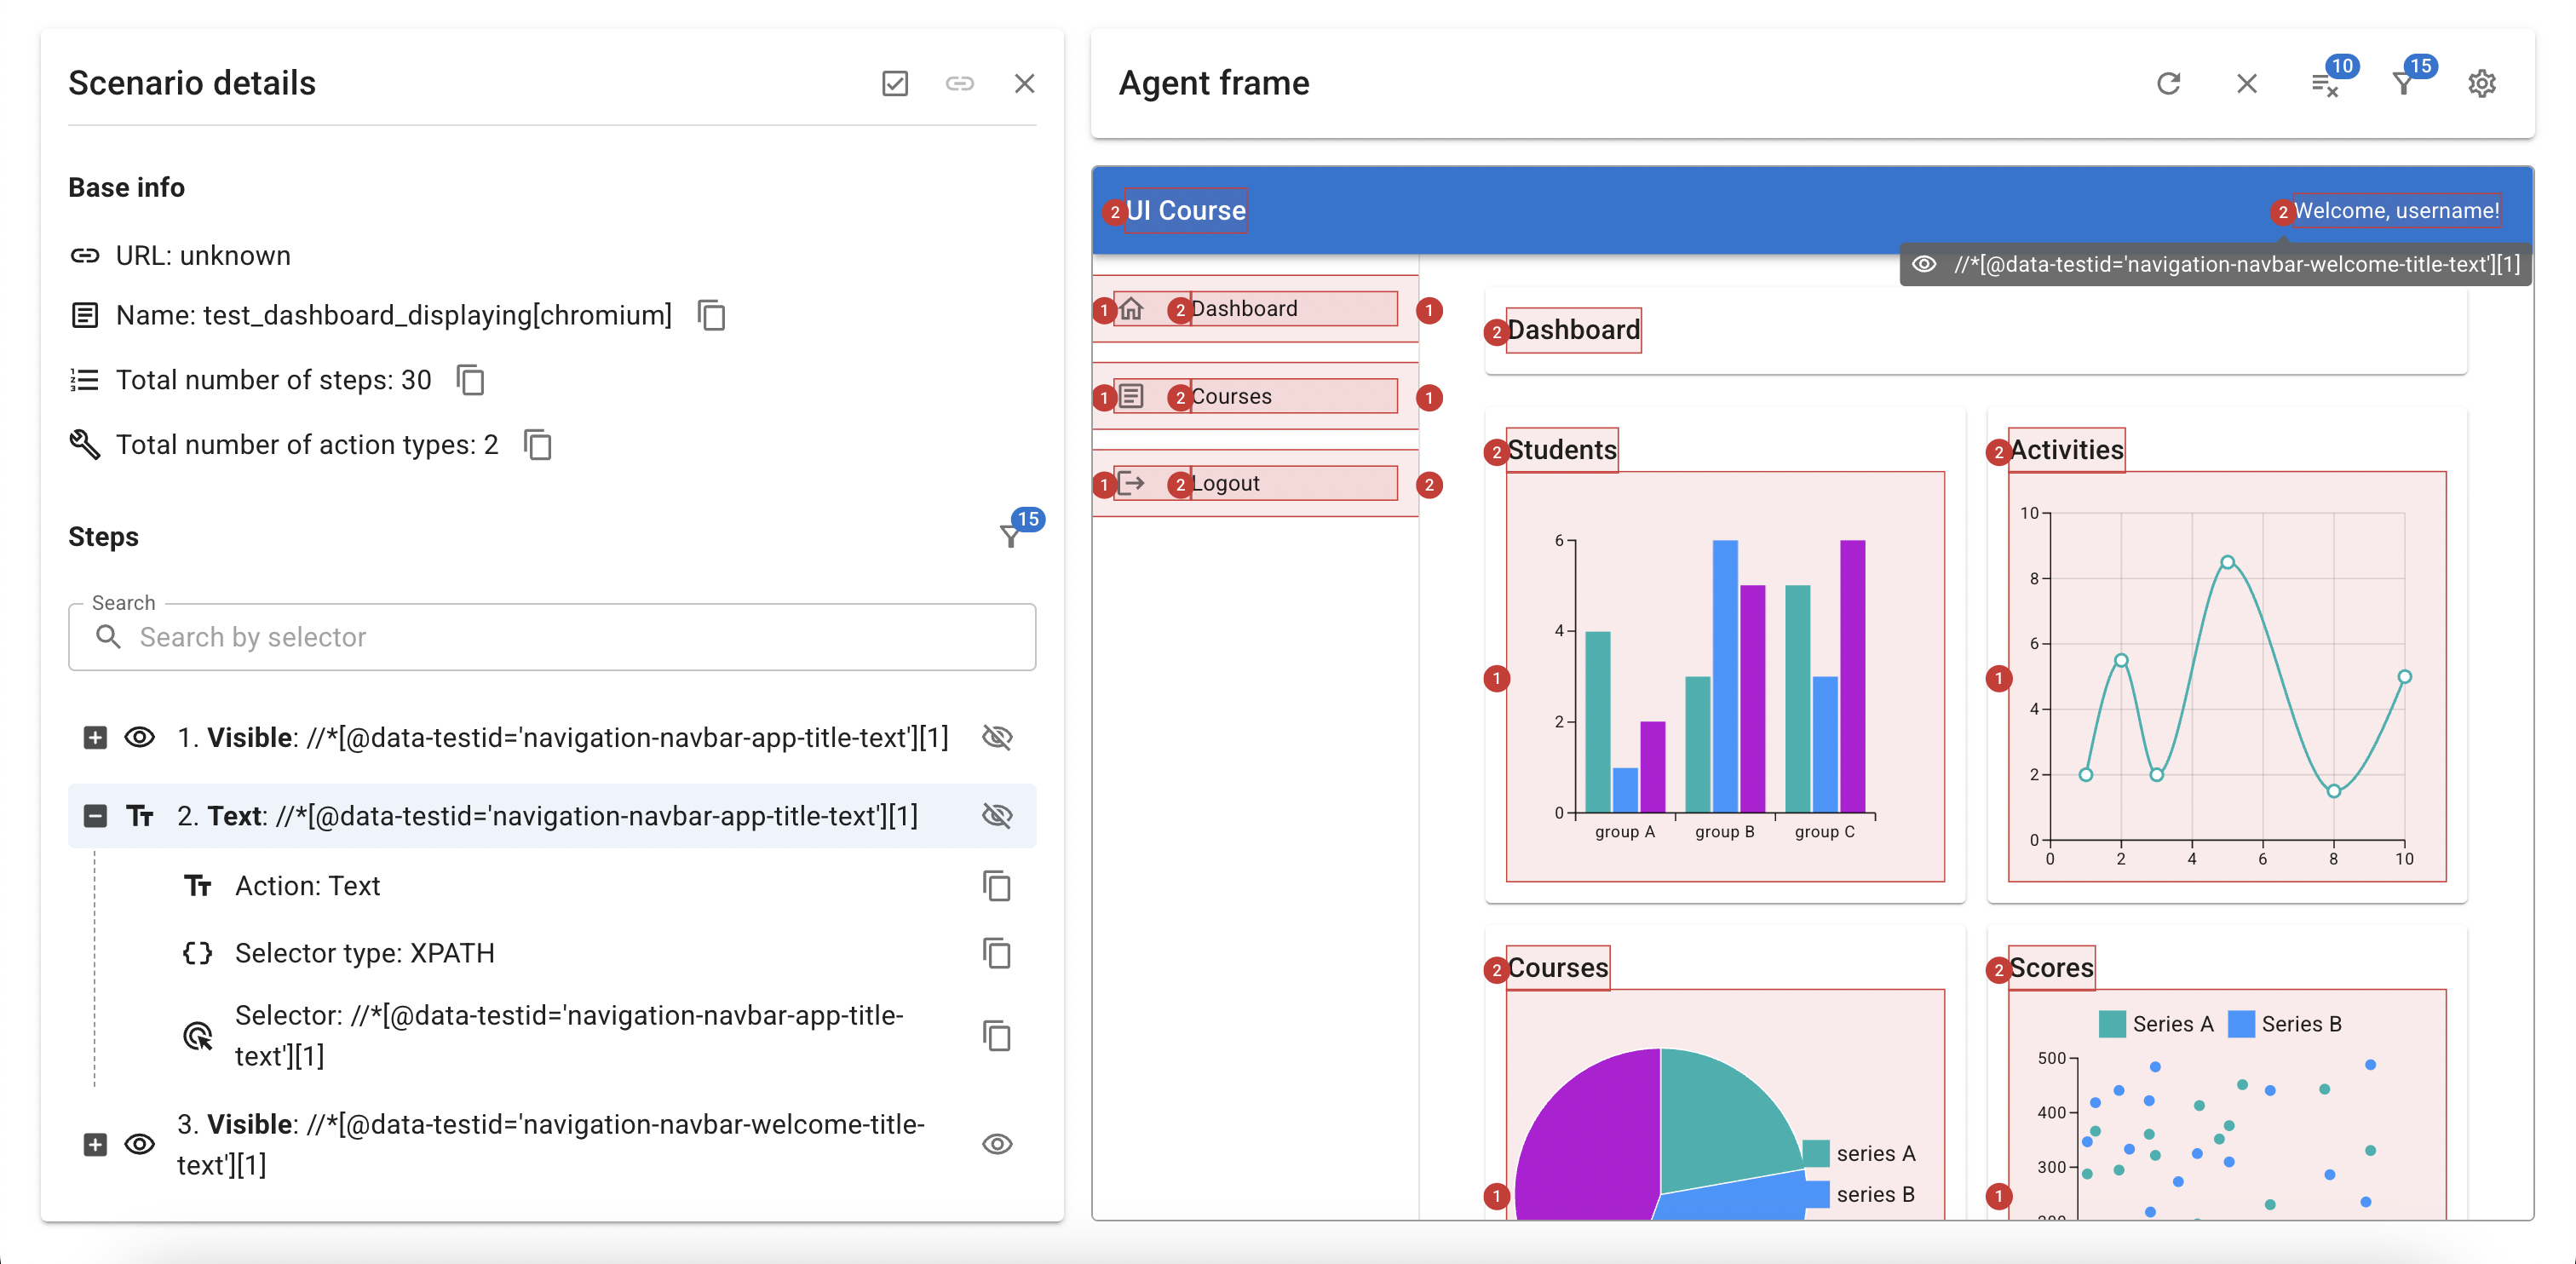 Scenario details
Base info
URL: unknown
Name: test_dashboard_displaying[chromium]
Total number of steps: 30
Total number of action types: 2
Steps
15
Search
Search by selector
1. Visible: //*[@data-testid='navigation-navbar-app-title-text'][1]
2. Text: //*[@data-testid='navigation-navbar-app-title-text'][1]
Action: Text
Selector type: XPATH
Selector: //*[@data-testid='navigation-navbar-app-title-
text'][1]
3. Visible: //*[@data-testid='navigation-navbar-welcome-title-
text'][1]
Agent frame
10
15
2 UI Course
2 Welcome, username!
//*[@data-testid='navigation-navbar-welcome-title-text'][1]
1 2 Dashboard 1
1 2 Courses 1
1 2 Logout 2
2 Dashboard
2 Students
1
6
4
2
0
group A group B group C
2 Activities
1
10
8
6
4
2
0
0 2 4 6 8 10
2 Courses
1
series A
series B
2 Scores
1
Series A Series B
500
400
300